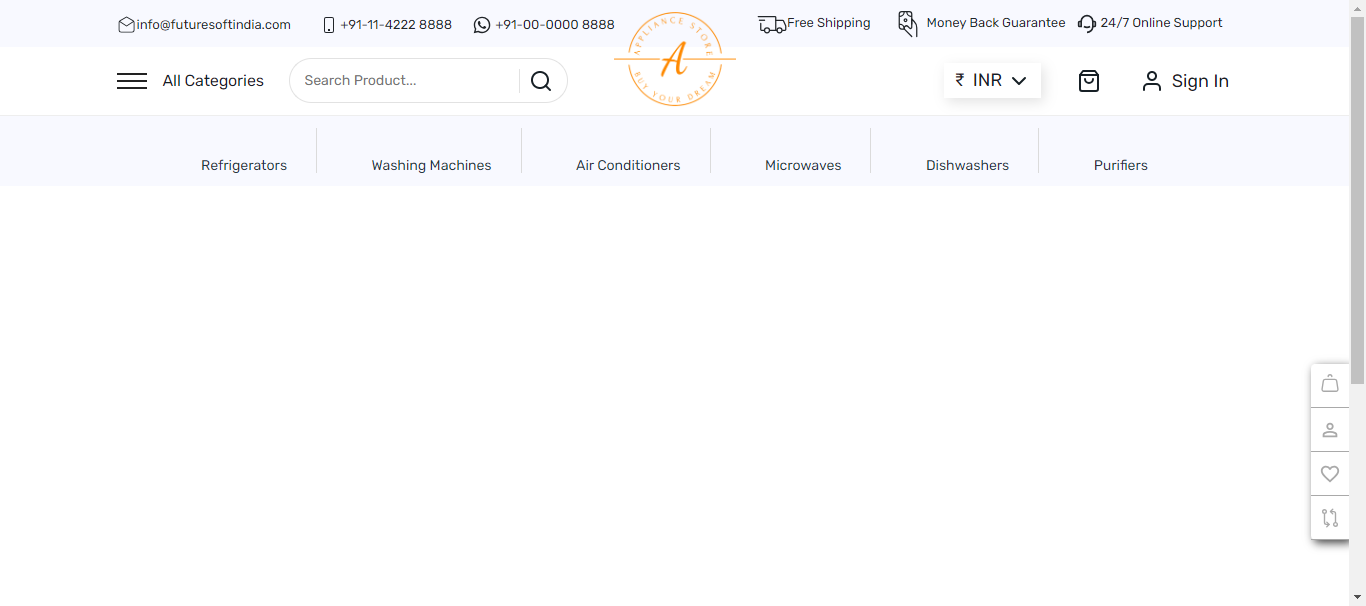 info@futuresoftindia.com +91-11-4222 8888 +91-00-0000 8888 Free Shipping Money Back Guarantee 24/7 Online Support
APPLIANCE STORE
A
BUY YOUR DREAM
All Categories Search Product... ₹ INR Sign In
Refrigerators Washing Machines Air Conditioners Microwaves Dishwashers Purifiers